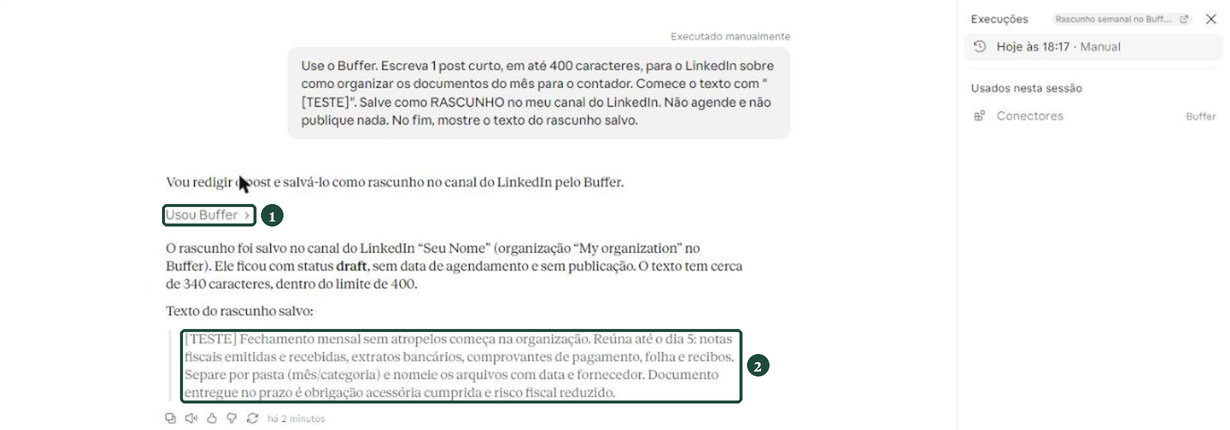 Executado manualmente
Use o Buffer. Escreva 1 post curto, em até 400 caracteres, para o LinkedIn sobre
como organizar os documentos do mês para o contador. Comece o texto com "
[TESTE]". Salve como RASCUNHO no meu canal do LinkedIn. Não agende e não
publique nada. No fim, mostre o texto do rascunho salvo.
Vou redigir o post e salvá-lo como rascunho no canal do LinkedIn pelo Buffer.
Usou Buffer >
1
O rascunho foi salvo no canal do LinkedIn “Seu Nome” (organização “My organization” no
Buffer). Ele ficou com status draft, sem data de agendamento e sem publicação. O texto tem cerca
de 340 caracteres, dentro do limite de 400.
Texto do rascunho salvo:
[TESTE] Fechamento mensal sem atropelos começa na organização. Reúna até o dia 5: notas
fiscais emitidas e recebidas, extratos bancários, comprovantes de pagamento, folha e recibos.
Separe por pasta (mês/categoria) e nomeie os arquivos com data e fornecedor. Documento
entregue no prazo é obrigação acessória cumprida e risco fiscal reduzido.
2
há 2 minutos
Execuções
Rascunho semanal no Buff...
Hoje às 18:17 · Manual
Usados nesta sessão
Conectores
Buffer